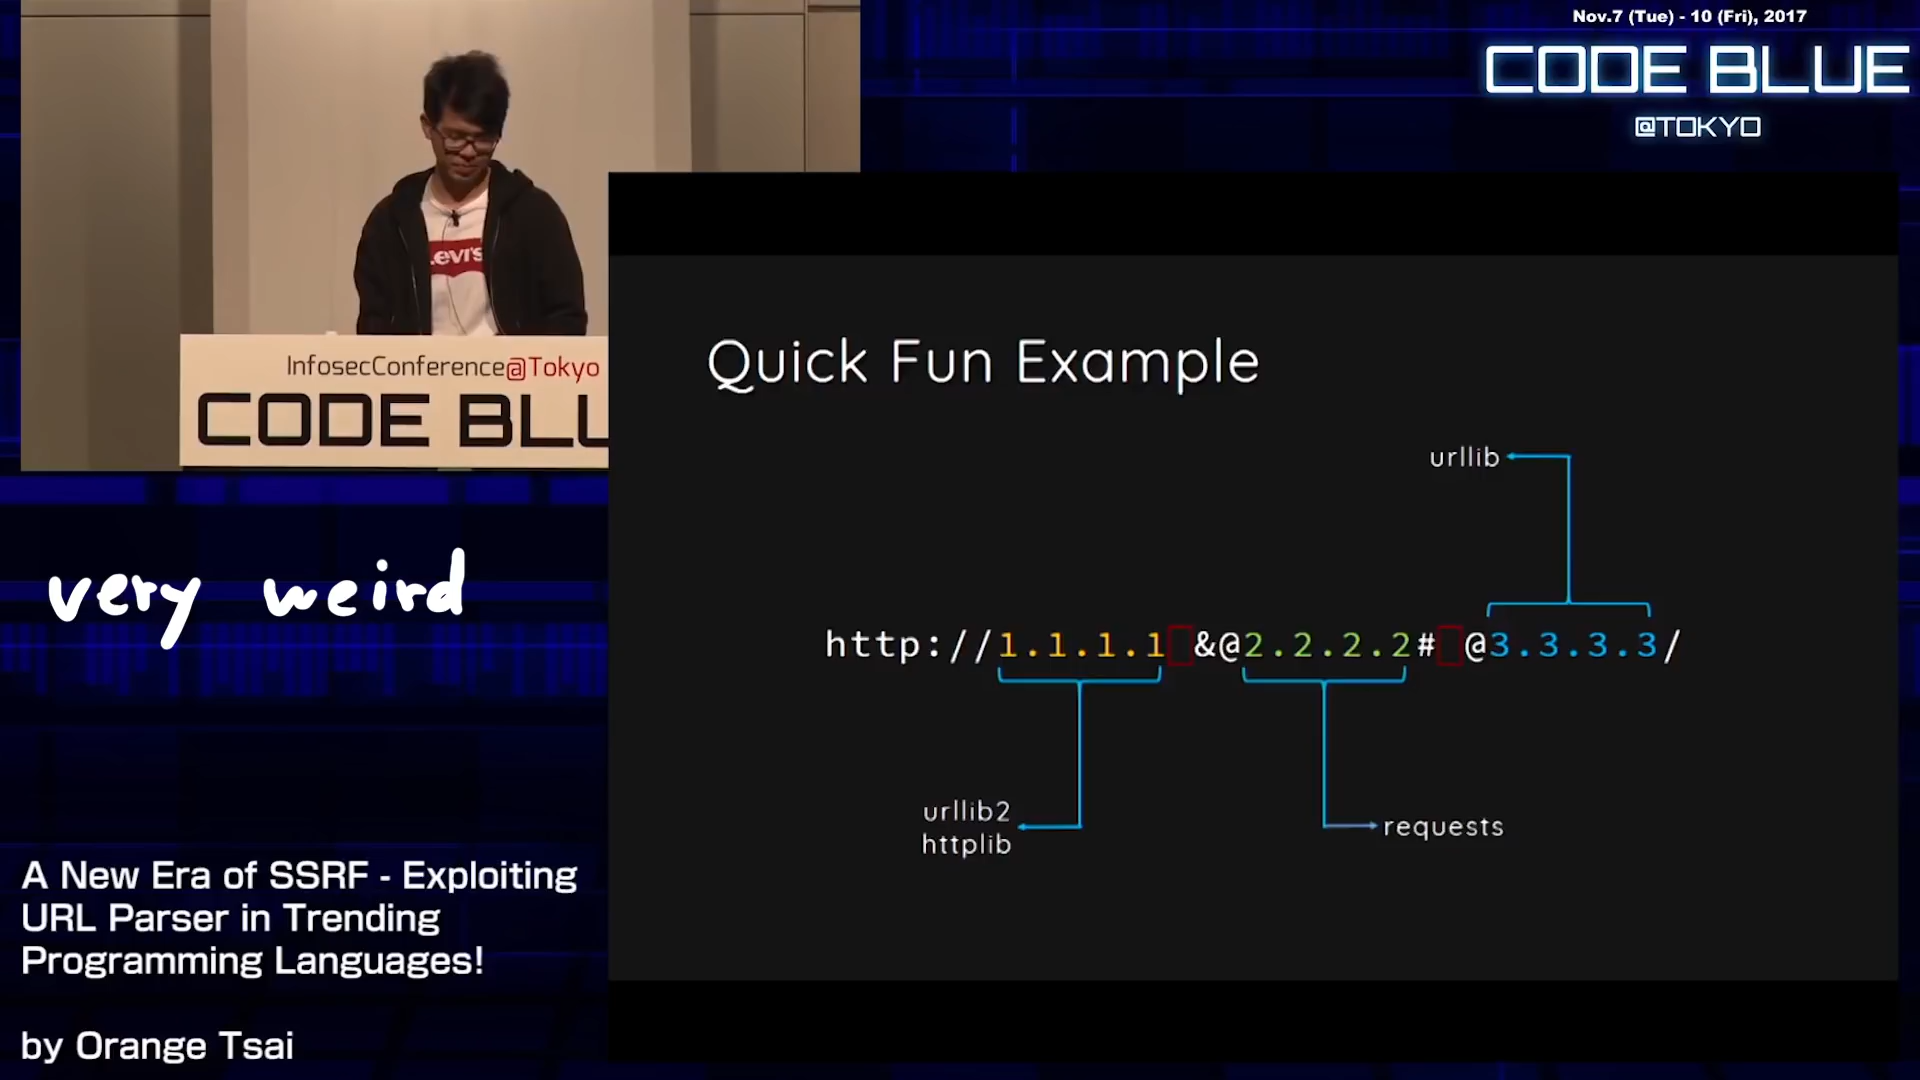 Nov.7 (Tue) - 10 (Fri), 2017
CODE BLUE
@TOKYO
Levi's
InfosecConference@Tokyo
CODE BLU
Quick Fun Example
urllib
http://1.1.1.1 &@2.2.2.2# @3.3.3.3/
urllib2
httplib
requests
very weird
A New Era of SSRF - Exploiting
URL Parser in Trending
Programming Languages!
by Orange Tsai